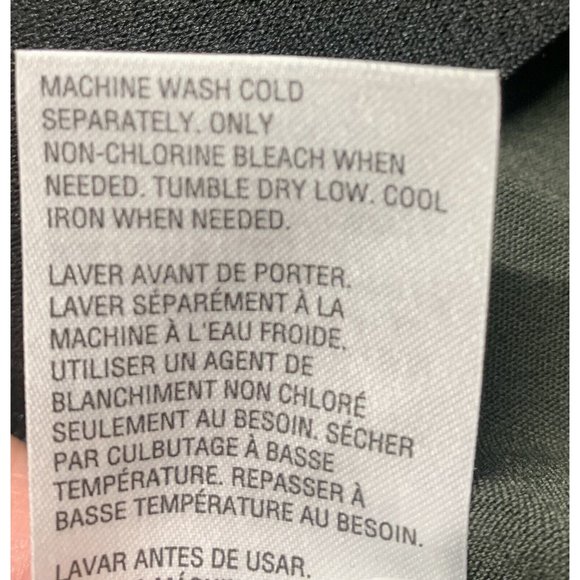 MACHINE WASH COLD
SEPARATELY. ONLY
NON-CHLORINE BLEACH WHEN
NEEDED. TUMBLE DRY LOW. COOL
IRON WHEN NEEDED.
LAVER AVANT DE PORTER.
LAVER SÉPARÉMENT À LA
MACHINE À L'EAU FROIDE.
UTILISER UN AGENT DE
BLANCHIMENT NON CHLORÉ
SEULEMENT AU BESOIN. SÉCHER
PAR CULBUTAGE À BASSE
TEMPÉRATURE. REPASSER À
BASSE TEMPÉRATURE AU BESOIN.
LAVAR ANTES DE USAR.